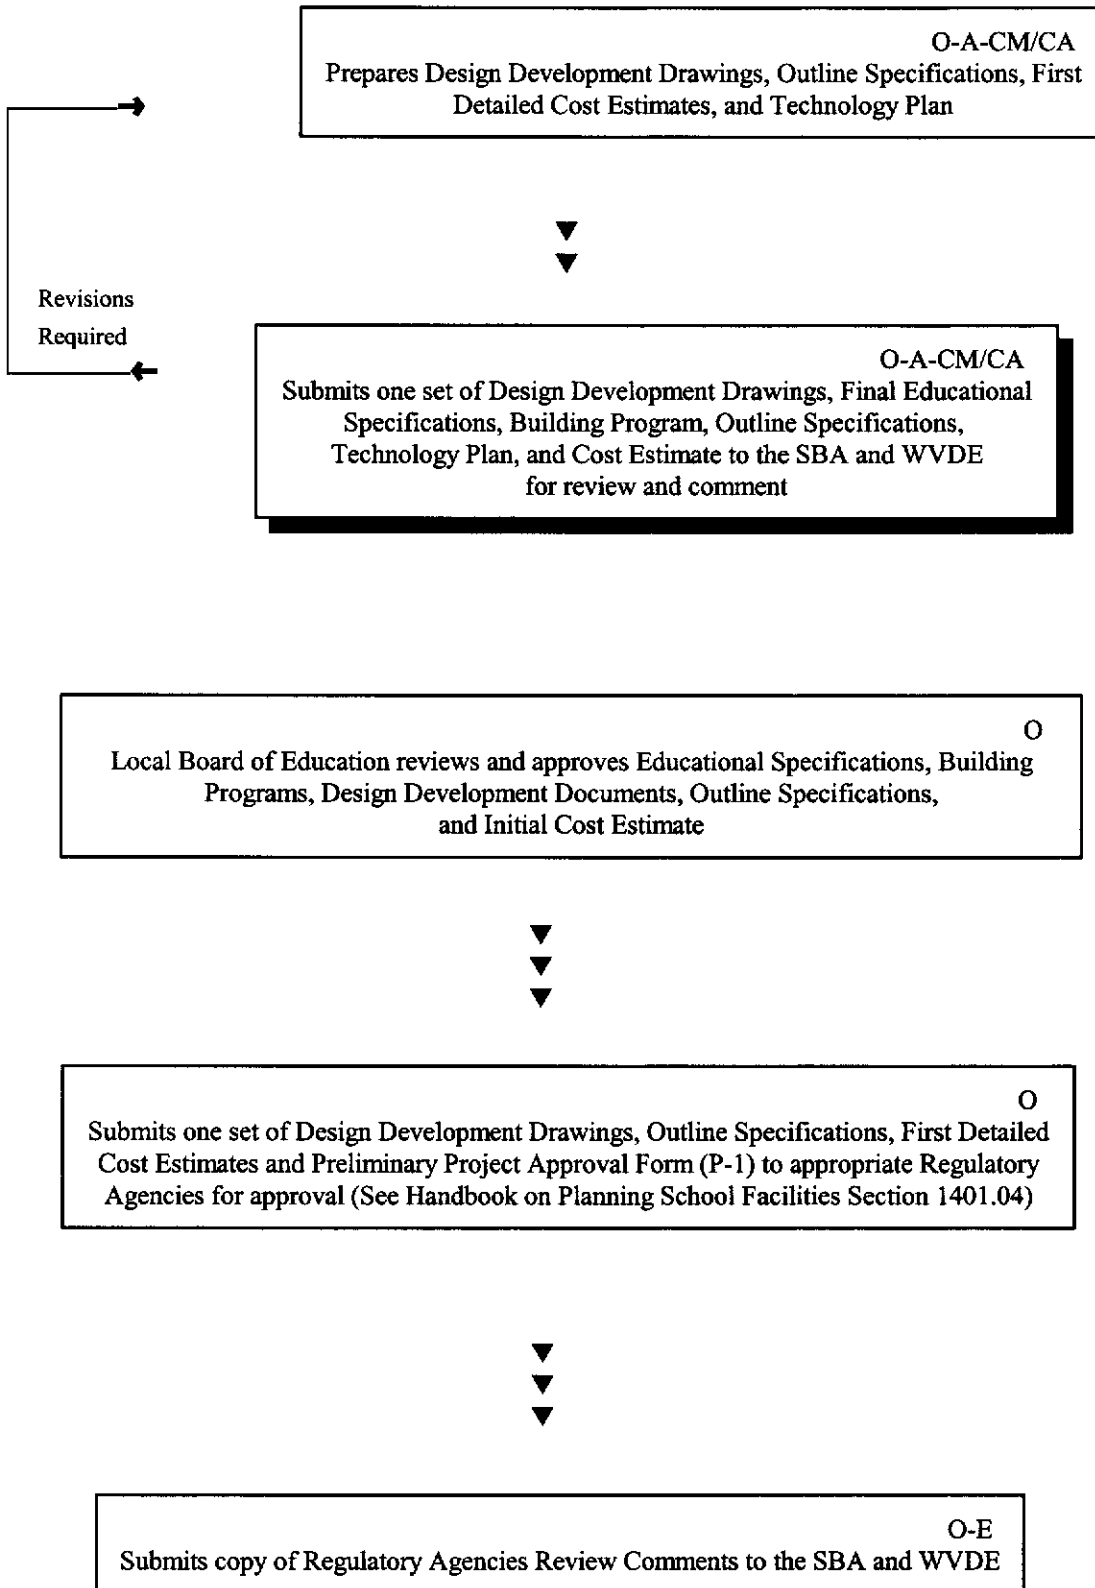 O-A-CM/CA
Prepares Design Development Drawings, Outline Specifications, First
Detailed Cost Estimates, and Technology Plan
Revisions
Required
O-A-CM/CA
Submits one set of Design Development Drawings, Final Educational
Specifications, Building Program, Outline Specifications,
Technology Plan, and Cost Estimate to the SBA and WVDE
for review and comment
O
Local Board of Education reviews and approves Educational Specifications, Building
Programs, Design Development Documents, Outline Specifications,
and Initial Cost Estimate
O
Submits one set of Design Development Drawings, Outline Specifications, First Detailed
Cost Estimates and Preliminary Project Approval Form (P-1) to appropriate Regulatory
Agencies for approval (See Handbook on Planning School Facilities Section 1401.04)
O-E
Submits copy of Regulatory Agencies Review Comments to the SBA and WVDE